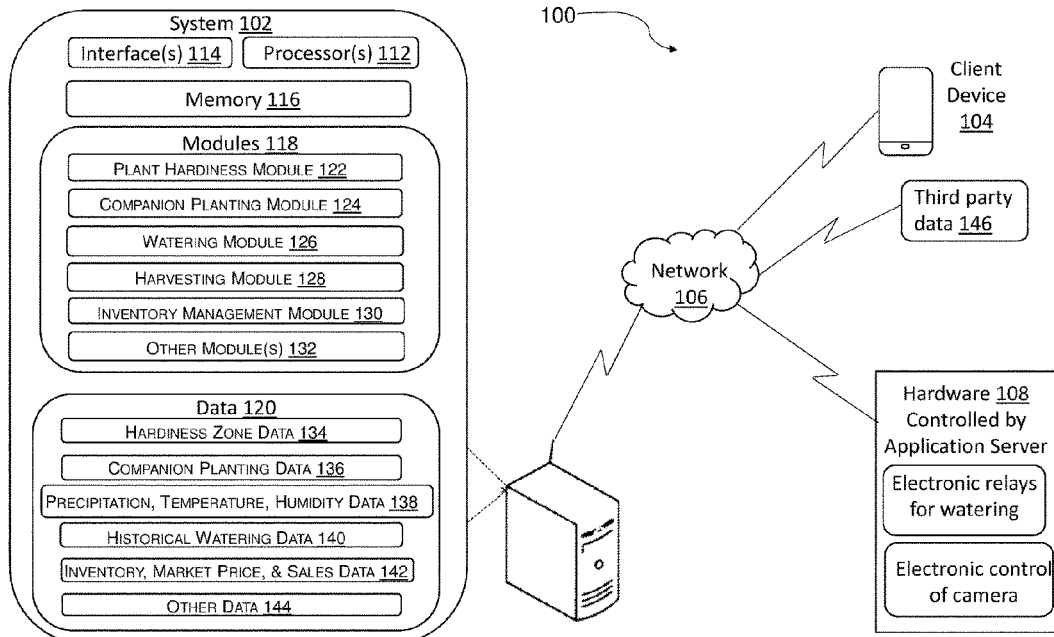 System 102
Interface(s) 114
Processor(s) 112
Memory 116
Modules 118
PLANT HARDINESS MODULE 122
COMPANION PLANTING MODULE 124
WATERING MODULE 126
HARVESTING MODULE 128
INVENTORY MANAGEMENT MODULE 130
OTHER MODULE(S) 132
Data 120
HARDINESS ZONE DATA 134
COMPANION PLANTING DATA 136
PRECIPITATION, TEMPERATURE, HUMIDITY DATA 138
HISTORICAL WATERING DATA 140
INVENTORY, MARKET PRICE, & SALES DATA 142
OTHER DATA 144
100
Client
Device
104
Third party
data 146
Network
106
Hardware 108
Controlled by
Application Server
Electronic relays
for watering
Electronic control
of camera